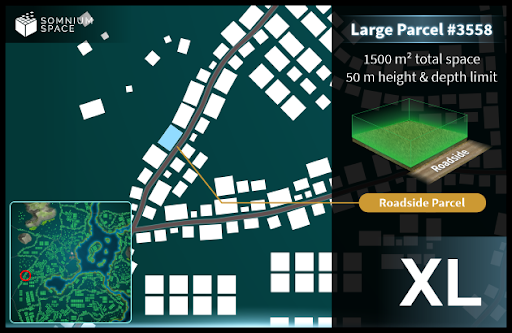 SOMNIUM
SPACE
Large Parcel #3558
1500 m² total space
50 m height & depth limit
Roadside
Roadside Parcel
XL